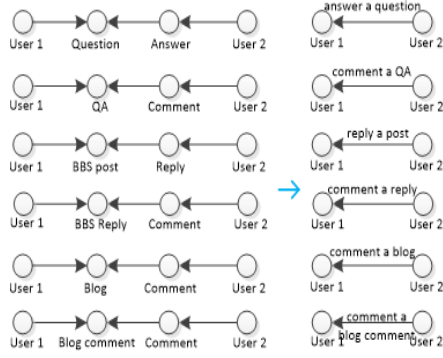 answer a question
User 1 Question Answer User 2 User 1 User 2
comment a QA
User 1 QA Comment User 2 User 1 User 2
reply a post
User 1 BBS post Reply User 2 User 1 User 2
comment a reply
User 1 BBS Reply Comment User 2 User 1 User 2
comment a blog
User 1 Blog Comment User 2 User 1 User 2
comment a
User 1 Blog comment Comment User 2 User 1 blog comment User 2